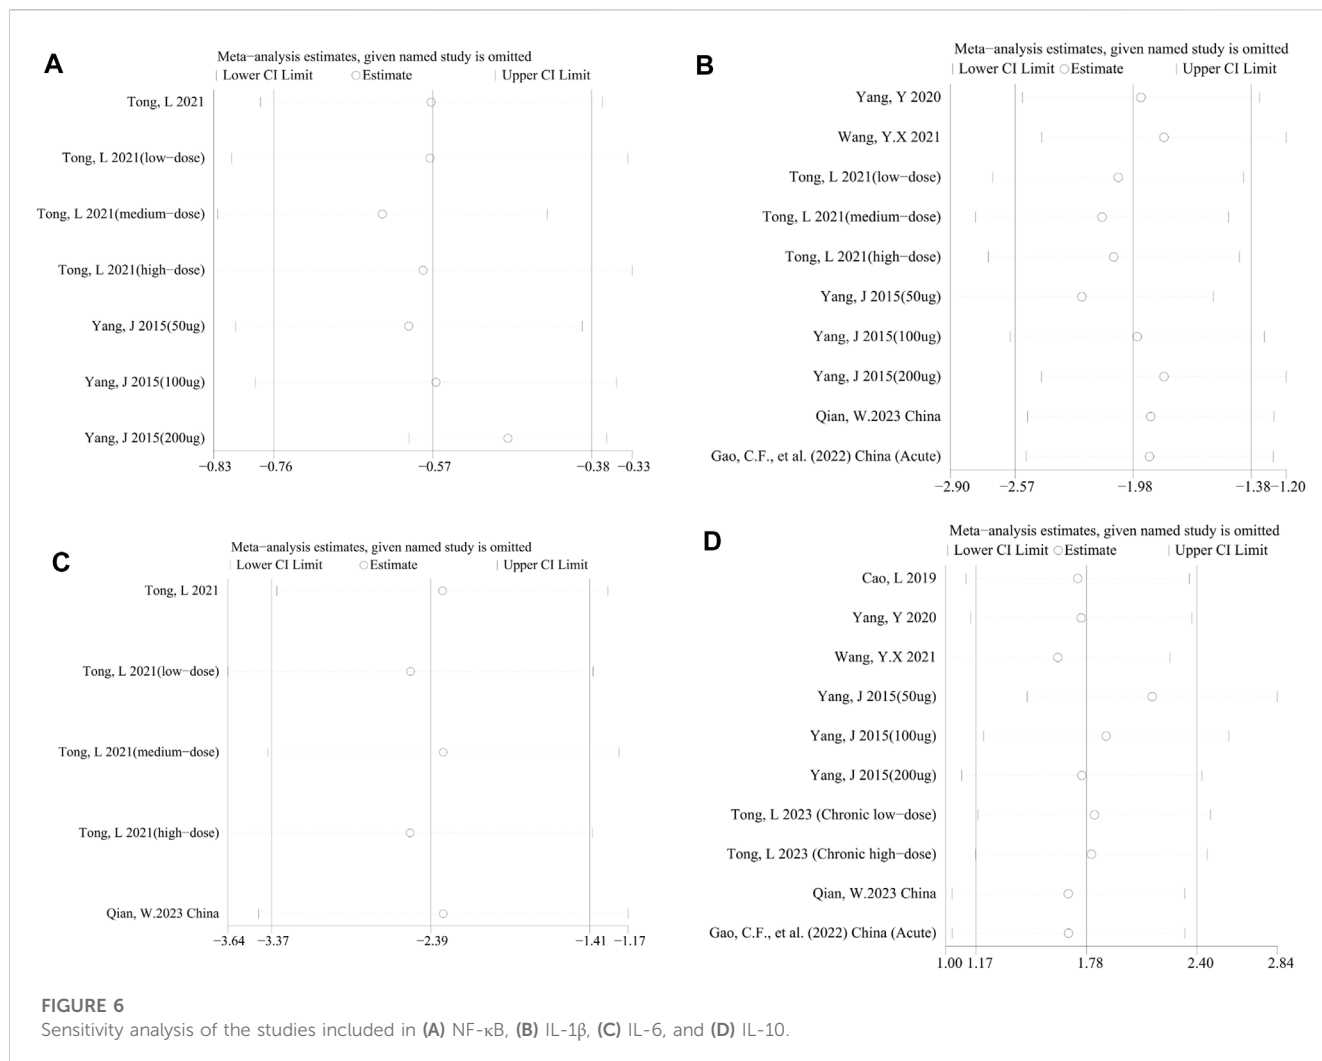 A
Meta−analysis estimates, given named study is omitted
Lower CI Limit Estimate Upper CI Limit
Tong, L 2021
Tong, L 2021(low−dose)
Tong, L 2021(medium−dose)
Tong, L 2021(high−dose)
Yang, J 2015(50ug)
Yang, J 2015(100ug)
Yang, J 2015(200ug)
−0.83 −0.76 −0.57 −0.38 −0.33
B
Meta−analysis estimates, given named study is omitted
Lower CI Limit Estimate Upper CI Limit
Yang, Y 2020
Wang, Y.X 2021
Tong, L 2021(low−dose)
Tong, L 2021(medium−dose)
Tong, L 2021(high−dose)
Yang, J 2015(50ug)
Yang, J 2015(100ug)
Yang, J 2015(200ug)
Qian, W.2023 China
Gao, C.F., et al. (2022) China (Acute)
−2.90 −2.57 −1.98 −1.38 −1.20
C
Meta−analysis estimates, given named study is omitted
Lower CI Limit Estimate Upper CI Limit
Tong, L 2021
Tong, L 2021(low−dose)
Tong, L 2021(medium−dose)
Tong, L 2021(high−dose)
Qian, W.2023 China
−3.64 −3.37 −2.39 −1.41 −1.17
D
Meta−analysis estimates, given named study is omitted
Lower CI Limit Estimate Upper CI Limit
Cao, L 2019
Yang, Y 2020
Wang, Y.X 2021
Yang, J 2015(50ug)
Yang, J 2015(100ug)
Yang, J 2015(200ug)
Tong, L 2023 (Chronic low−dose)
Tong, L 2023 (Chronic high−dose)
Qian, W.2023 China
Gao, C.F., et al. (2022) China (Acute)
1.00 1.17 1.78 2.40 2.84
FIGURE 6
Sensitivity analysis of the studies included in (A) NF-κB, (B) IL-1β, (C) IL-6, and (D) IL-10.